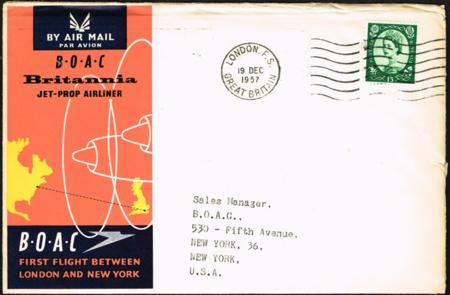 BY AIR MAIL
PAR AVION
B·O·A·C
Britannia
JET-PROP AIRLINER
B·O·A·C
FIRST FLIGHT BETWEEN
LONDON AND NEW YORK
LONDON. F.S.
19 DEC
1957
GREAT BRITAIN
Sales Manager,
B.O.A.C.,
530 - Fifth Avenue,
NEW YORK, 36.
NEW YORK.
U.S.A.